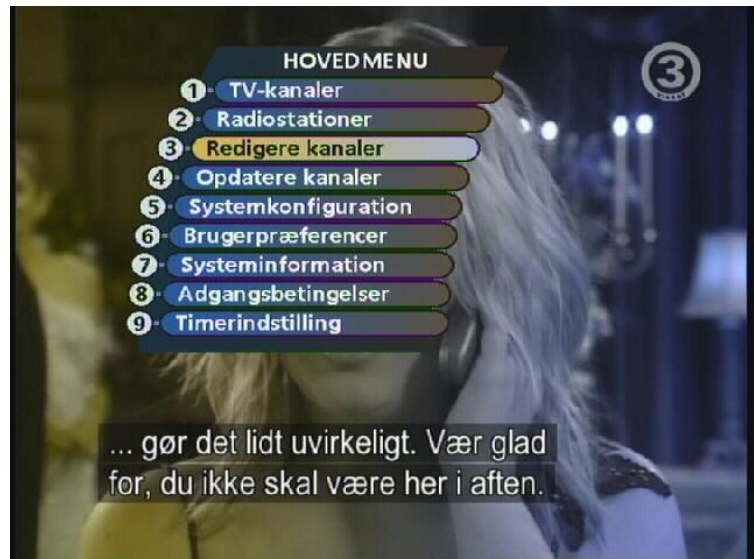 HOVEDMENU
3
1 TV-kanaler
2 Radiostationer
3 Redigere kanaler
4 Opdatere kanaler
5 Systemkonfiguration
6 Brugerpræferencer
7 Systeminformation
8 Adgangsbetingelser
9 Timerindstilling
... gør det lidt uvirkeligt. Vær glad
for, du ikke skal være her i aften.